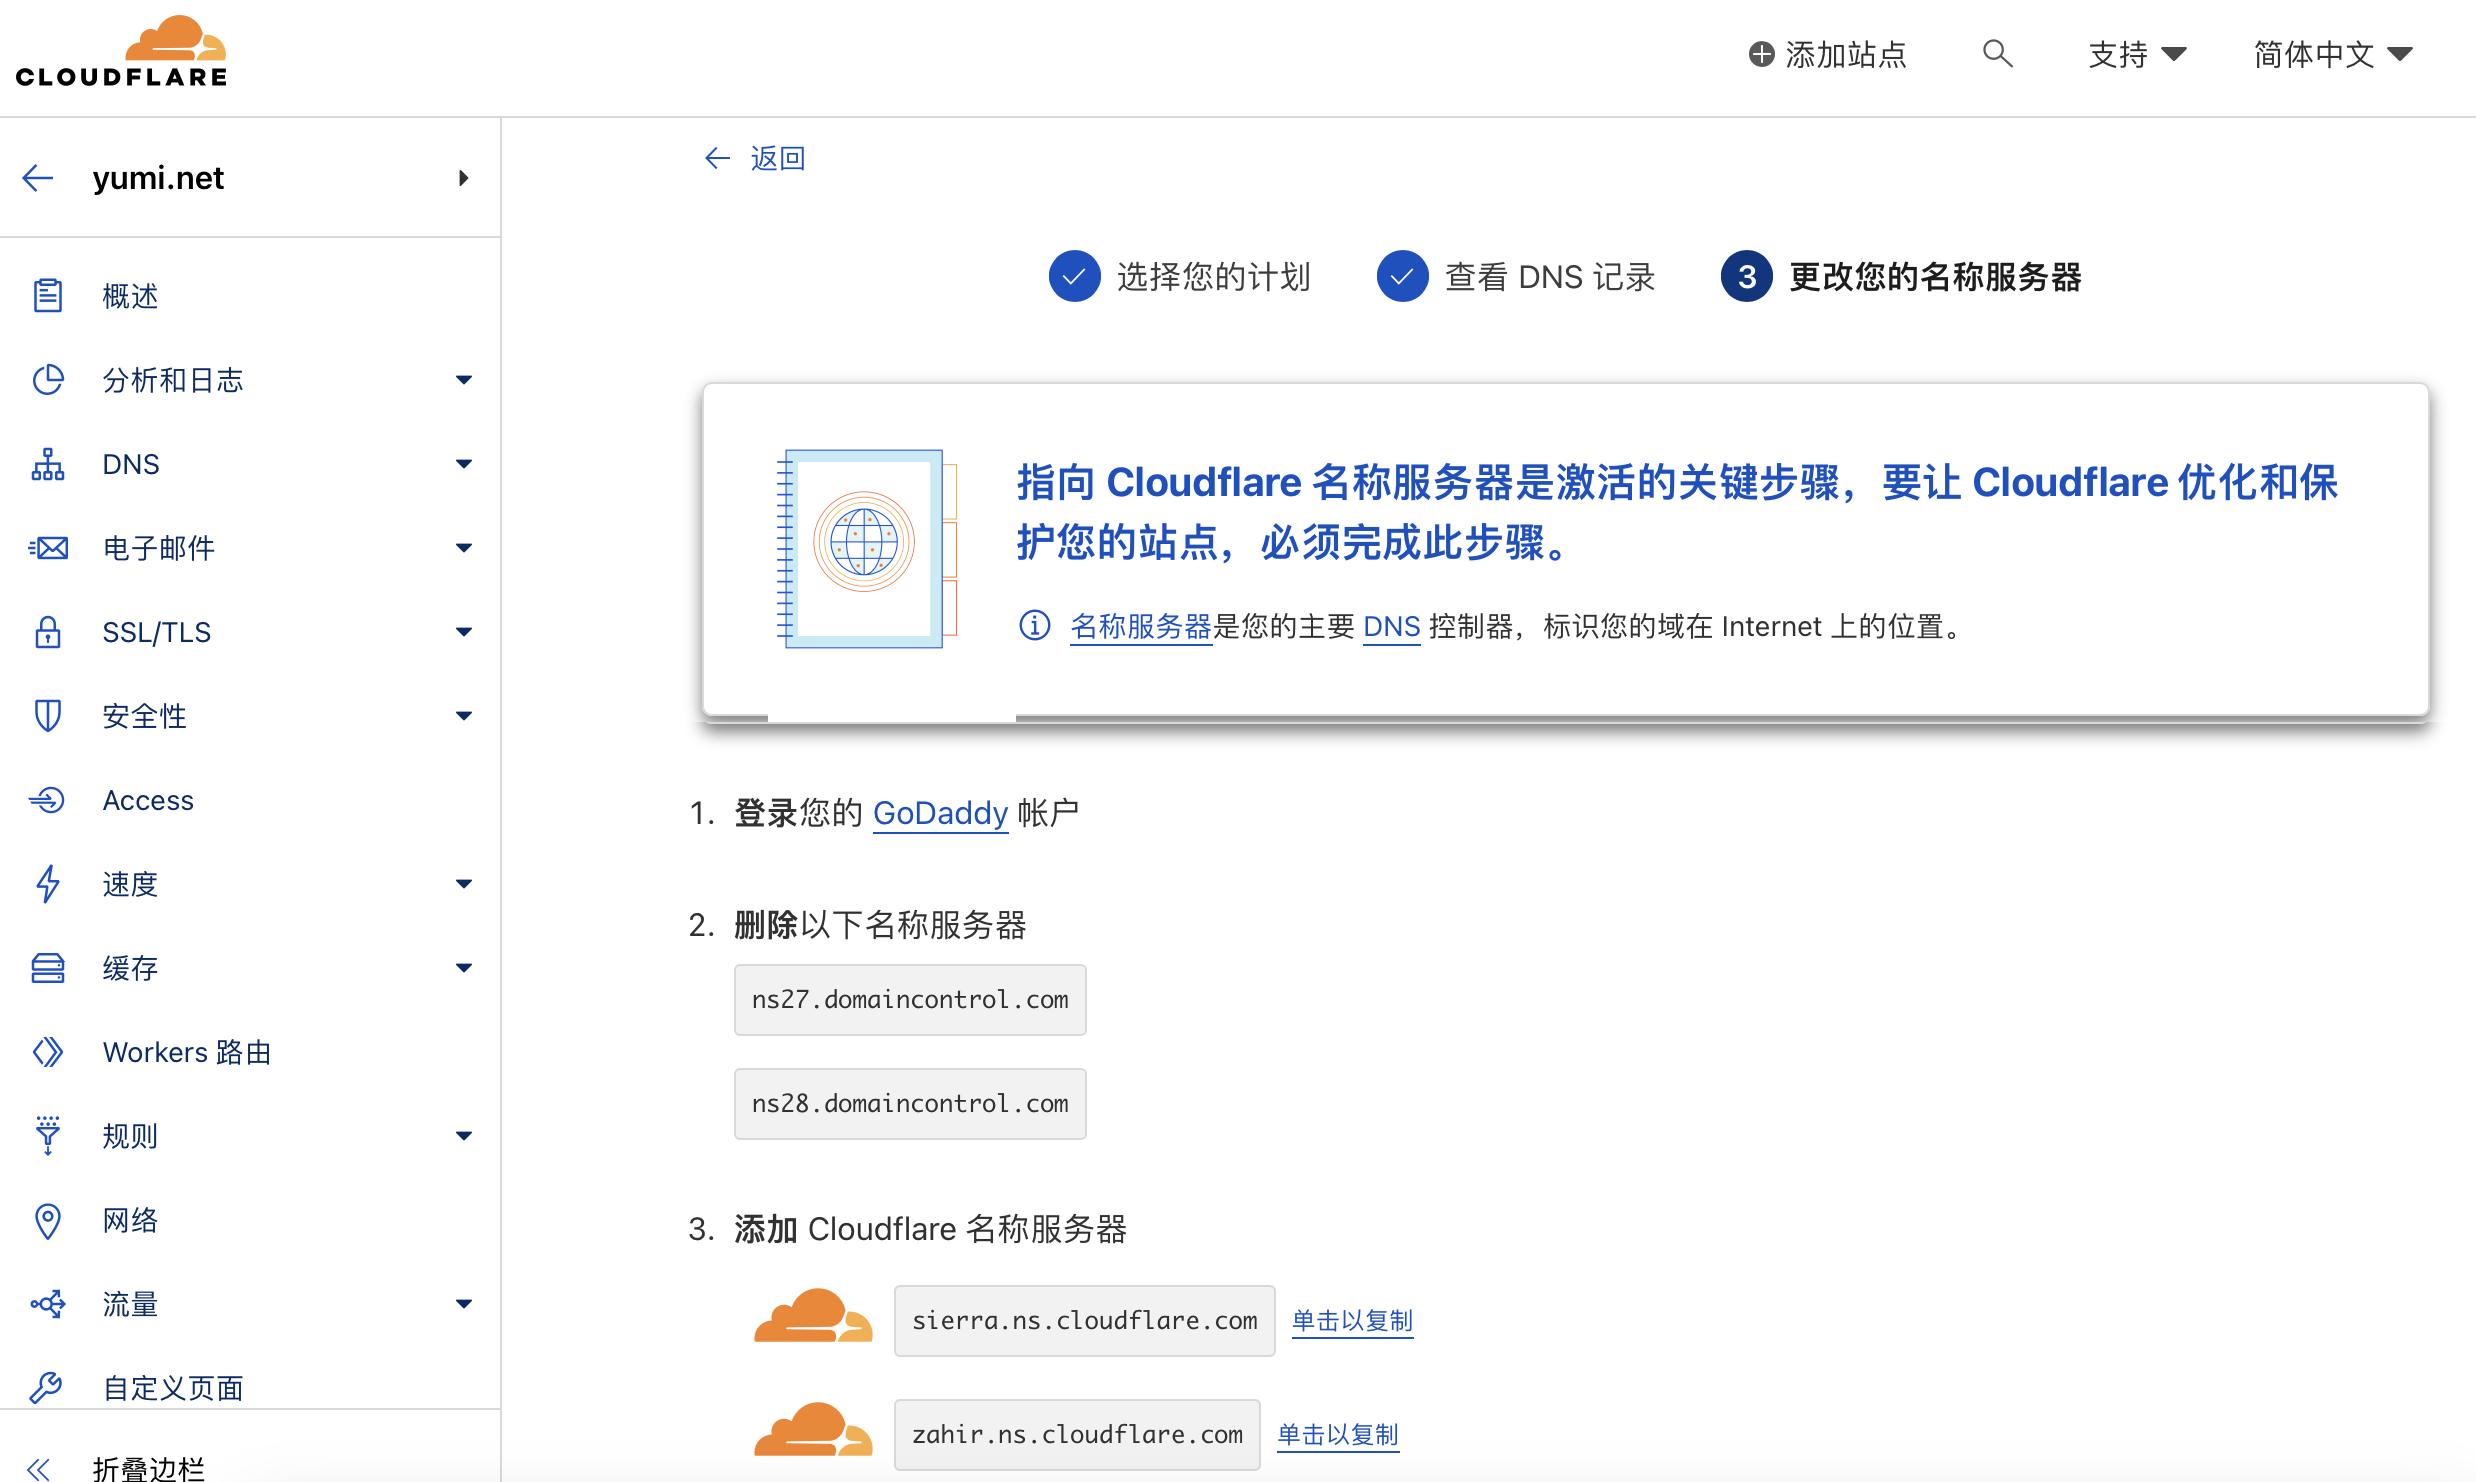 CLOUDFLARE
添加站点
支持
简体中文
yumi.net
概述
分析和日志
DNS
电子邮件
SSL/TLS
安全性
Access
速度
缓存
Workers 路由
规则
网络
流量
自定义页面
折叠边栏
返回
选择您的计划
查看 DNS 记录
3 更改您的名称服务器
指向 Cloudflare 名称服务器是激活的关键步骤，要让 Cloudflare 优化和保
护您的站点，必须完成此步骤。
名称服务器是您的主要 DNS 控制器，标识您的域在 Internet 上的位置。
1. 登录您的 GoDaddy 帐户
2. 删除以下名称服务器
ns27.domaincontrol.com
ns28.domaincontrol.com
3. 添加 Cloudflare 名称服务器
sierra.ns.cloudflare.com 单击以复制
zahir.ns.cloudflare.com 单击以复制